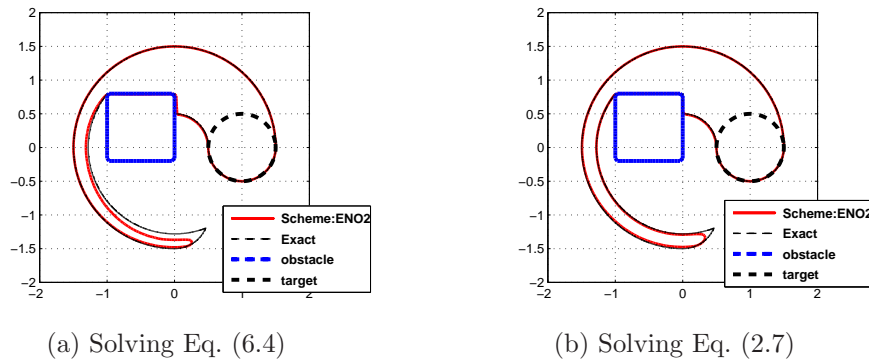 2
1.5
1
0.5
0
−0.5
−1
−1.5
−2
−2 −1 0 1 2
Scheme:ENO2
Exact
obstacle
target
(a) Solving Eq. (6.4)
2
1.5
1
0.5
0
−0.5
−1
−1.5
−2
−2 −1 0 1 2
Scheme:ENO2
Exact
obstacle
target
(b) Solving Eq. (2.7)